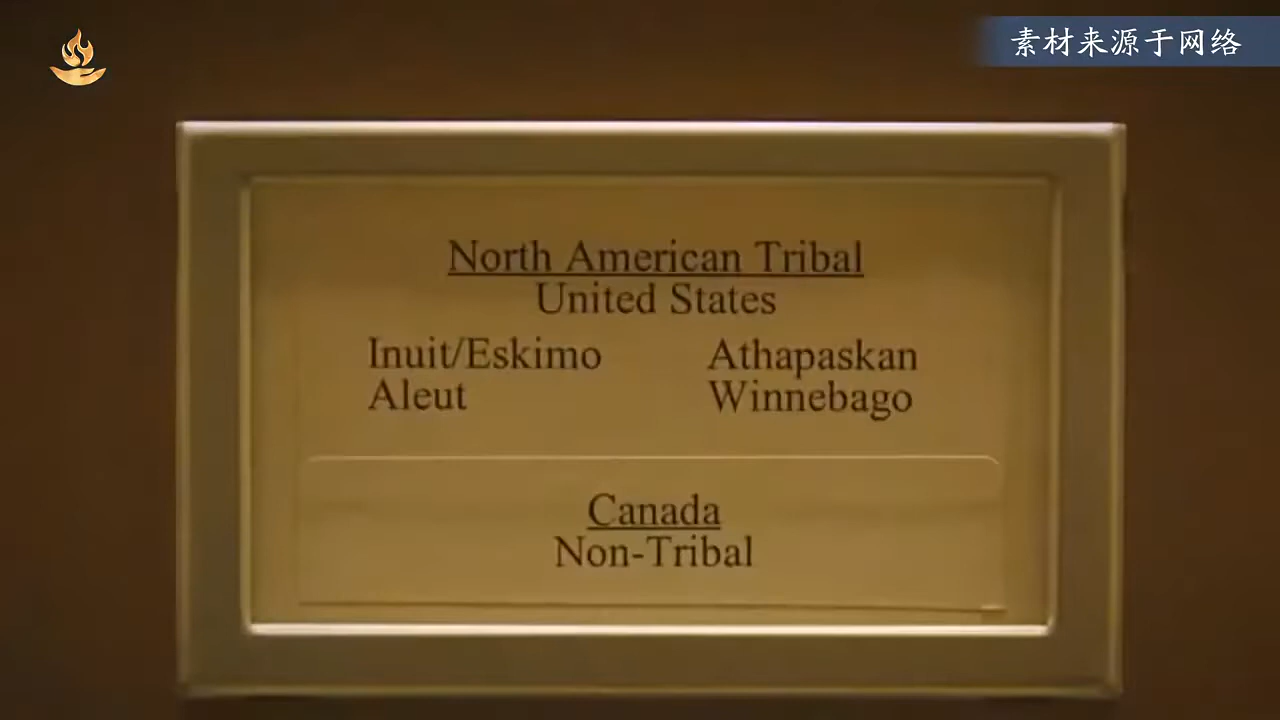 素材来源于网络
North American Tribal
United States
Inuit/Eskimo Athapaskan
Aleut Winnebago
Canada
Non-Tribal